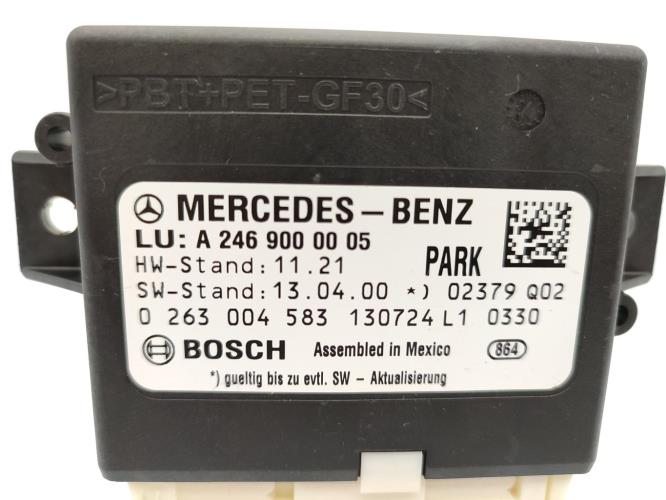 >PBT+PET-GF30<
MERCEDES-BENZ
LU: A 246 900 00 05
HW-Stand: 11.21 PARK
SW-Stand: 13.04.00 *) 02379 Q02
0 263 004 583 130724 L1 0330
BOSCH Assembled in Mexico 864
*) gueltig bis zu evtl. SW - Aktualisierung